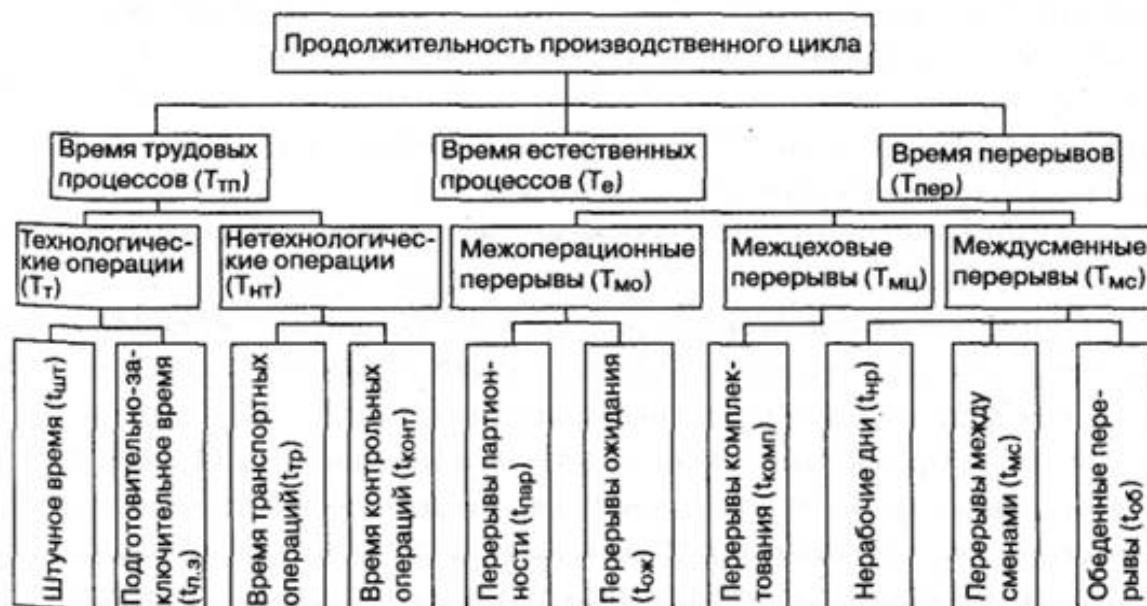 Продолжительность производственного цикла
Время трудовых
процессов (Tтп)
Время естественных
процессов (Tе)
Время перерывов
(Tпер)
Технологичес-
кие операции
(Tт)
Нетехнологичес-
кие операции
(Tнт)
Межоперационные
перерывы (Tмо)
Межцеховые
перерывы (Tмц)
Междусменные
перерывы (Tмс)
Штучное время (tшт)
Подготовительно-за-
ключительное время
(tп.з)
Время транспортных
операций(tтр)
Время контрольных
операций (tконт)
Перерывы партион-
ности (tпар)
Перерывы ожидания
(tож)
Перерывы комплек-
тования (tкомп)
Нерабочие дни (tнр)
Перерывы между
сменами (tмс)
Обеденные пере-
рывы (tоб)